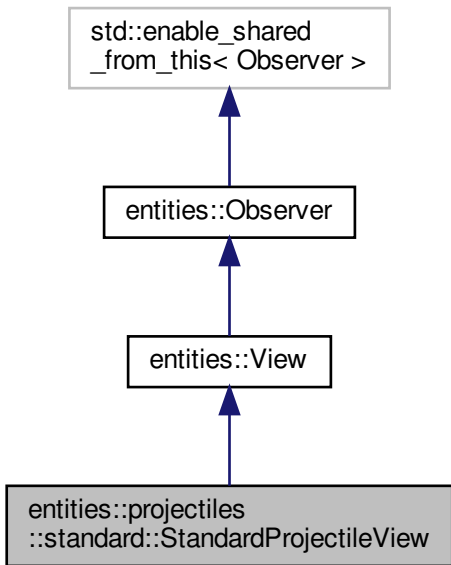 std::enable_shared
_from_this< Observer >
entities::Observer
entities::View
entities::projectiles
::standard::StandardProjectileView